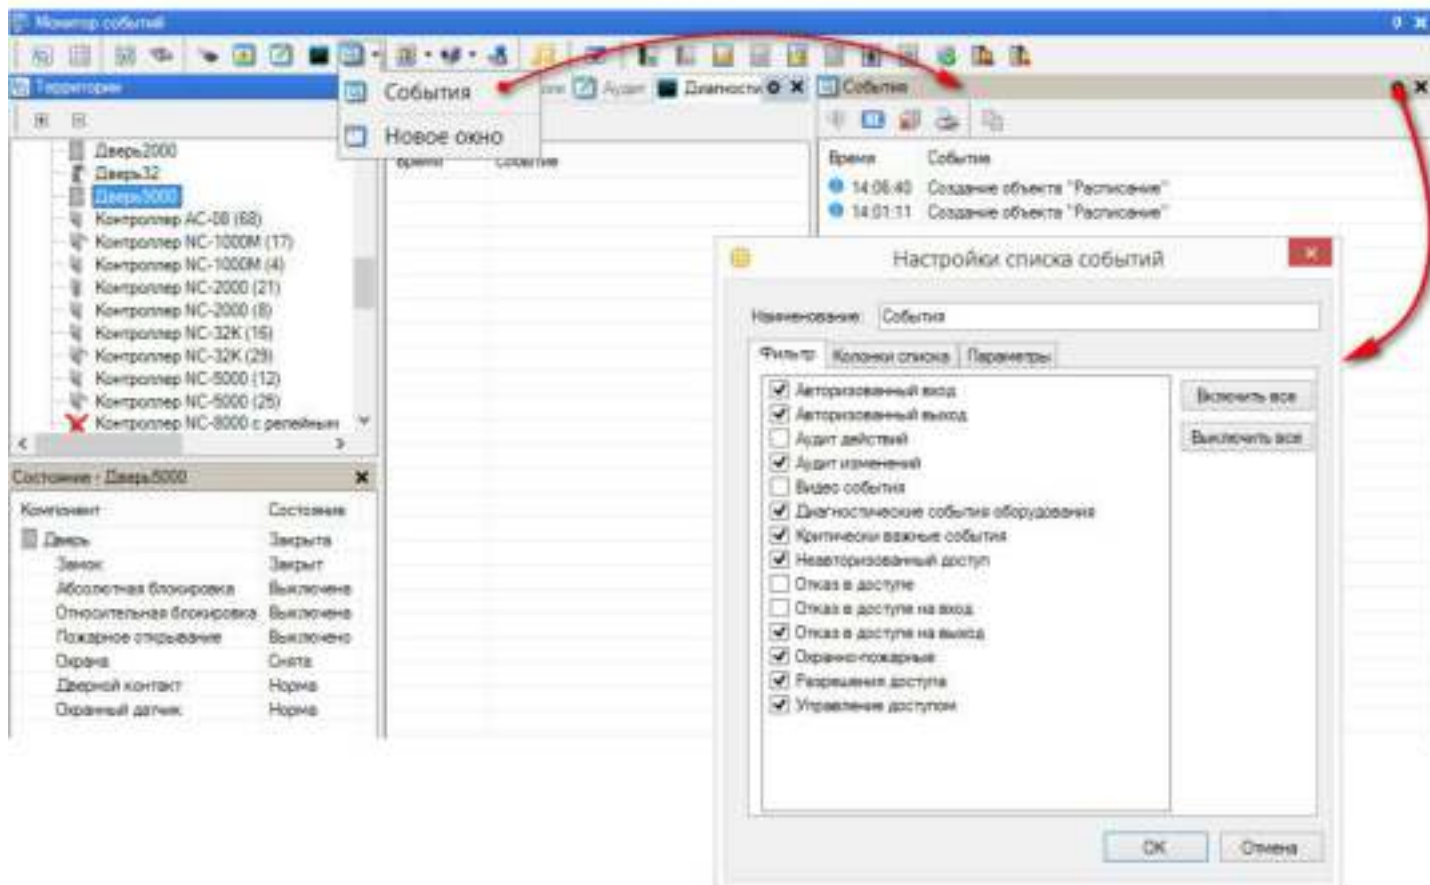 Монитор событий
Территории
События
Новое окно
Аудит
Диагности
События
Время
Событие
Время
Событие
14:06:40 Создание объекта "Расписание"
14:01:11 Создание объекта "Расписание"
Дверь2000
Дверь32
Дверь5000
Контроллер AC-08 (68)
Контроллер NC-1000M (17)
Контроллер NC-1000M (4)
Контроллер NC-2000 (21)
Контроллер NC-2000 (8)
Контроллер NC-32K (16)
Контроллер NC-32K (29)
Контроллер NC-5000 (12)
Контроллер NC-5000 (25)
Контроллер NC-8000 с релейным
Состояние - Дверь5000
Компонент Состояние
Дверь Закрыта
Замок Закрыт
Абсолютная блокировка Выключена
Относительная блокировка Выключена
Пожарное открывание Выключено
Охрана Снята
Дверной контакт Норма
Охранный датчик Норма
Настройки списка событий
Наименование: События
Фильтр Колонки списка Параметры
Авторизованный вход
Авторизованный выход
Аудит действий
Аудит изменений
Видео события
Диагностические события оборудования
Критически важные события
Неавторизованный доступ
Отказ в доступе
Отказ в доступе на вход
Отказ в доступе на выход
Охранно-пожарные
Разрешения доступа
Управление доступом
Включить все
Выключить все
OK Отмена